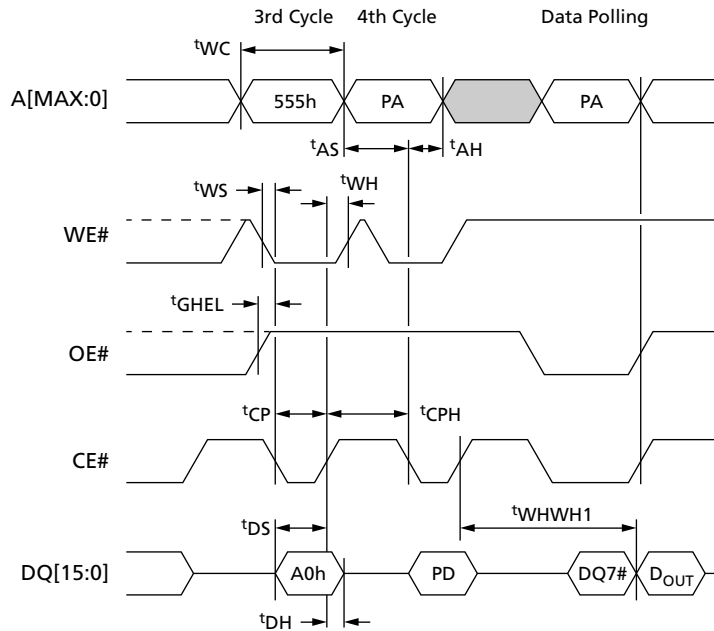 3rd Cycle 4th Cycle Data Polling
tWC
A[MAX:0] 555h PA PA
tAS tAH
tWS tWH
WE#
tGHEL
OE#
tCP tCPH
CE#
tWHWH1
tDS
DQ[15:0] A0h PD DQ7# DOUT
tDH